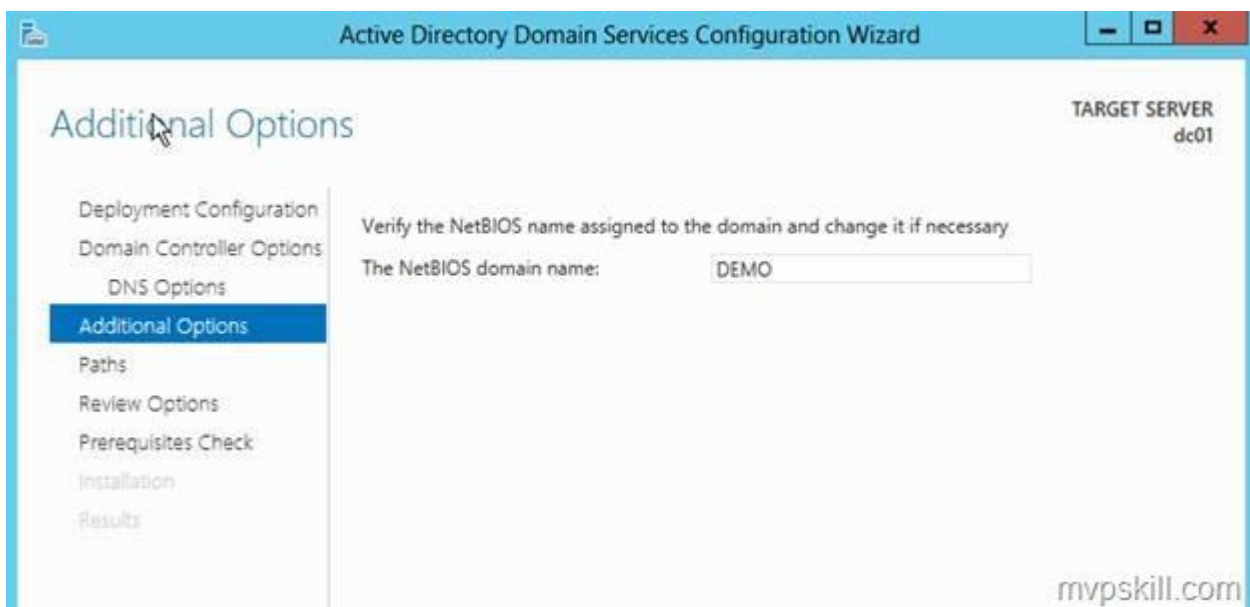 Active Directory Domain Services Configuration Wizard
Additional Options
TARGET SERVER
dc01
Deployment Configuration
Domain Controller Options
DNS Options
Additional Options
Paths
Review Options
Prerequisites Check
Installation
Results
Verify the NetBIOS name assigned to the domain and change it if necessary
The NetBIOS domain name: DEMO
mvpskill.com